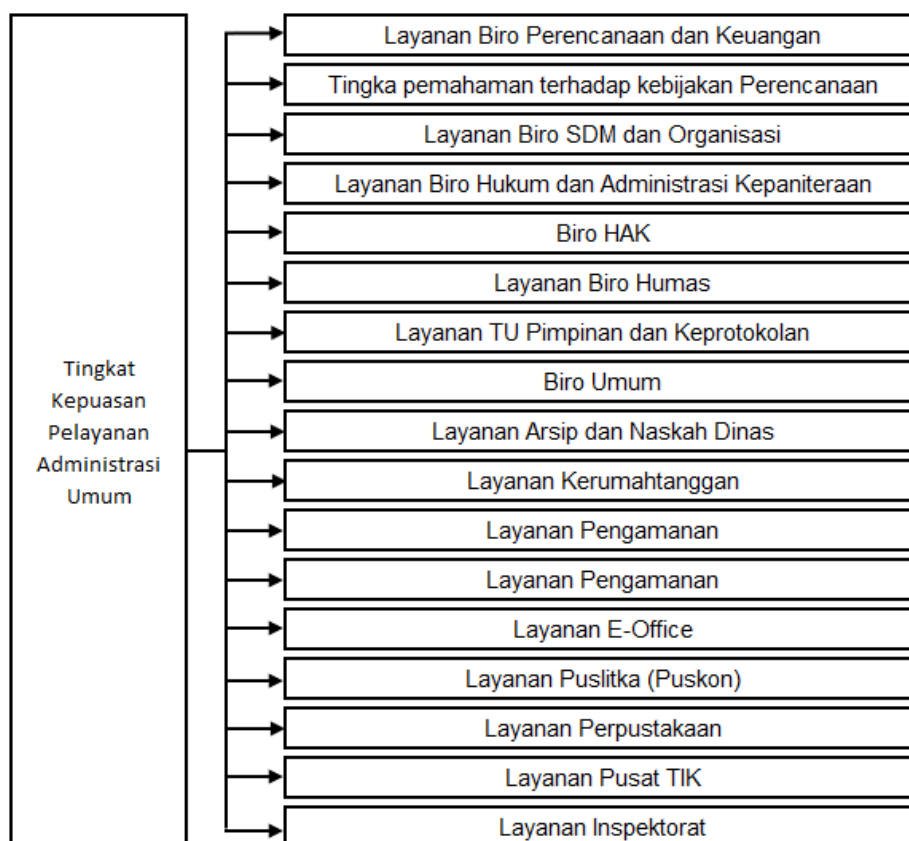 Tingkat
Kepuasan
Pelayanan
Administrasi
Umum
Layanan Biro Perencanaan dan Keuangan
Tingka pemahaman terhadap kebijakan Perencanaan
Layanan Biro SDM dan Organisasi
Layanan Biro Hukum dan Administrasi Kepaniteraan
Biro HAK
Layanan Biro Humas
Layanan TU Pimpinan dan Keprotokolan
Biro Umum
Layanan Arsip dan Naskah Dinas
Layanan Kerumahtanggan
Layanan Pengamanan
Layanan Pengamanan
Layanan E-Office
Layanan Puslitka (Puskon)
Layanan Perpustakaan
Layanan Pusat TIK
Layanan Inspektorat